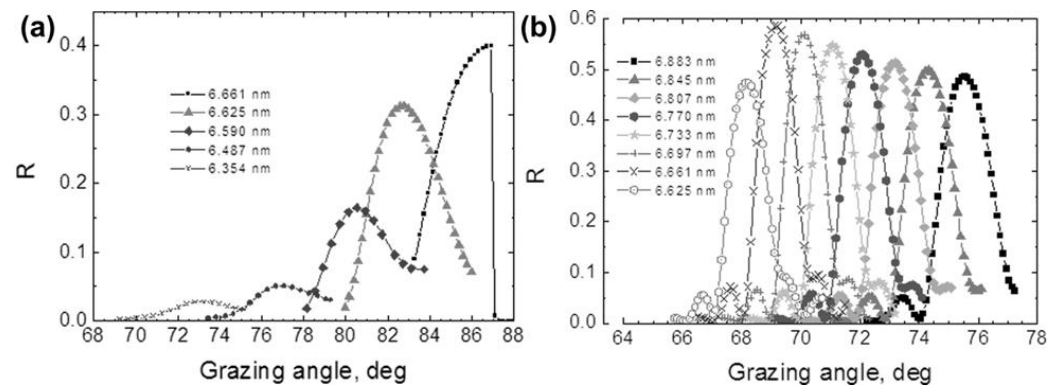 (a)
0.4
0.3
0.2
0.1
0.0
R
6.661 nm
6.625 nm
6.590 nm
6.487 nm
6.354 nm
68 70 72 74 76 78 80 82 84 86 88
Grazing angle, deg
(b)
0.6
0.5
0.4
0.3
0.2
0.1
0.0
R
6.883 nm
6.845 nm
6.807 nm
6.770 nm
6.733 nm
6.697 nm
6.661 nm
6.625 nm
64 66 68 70 72 74 76 78
Grazing angle, deg